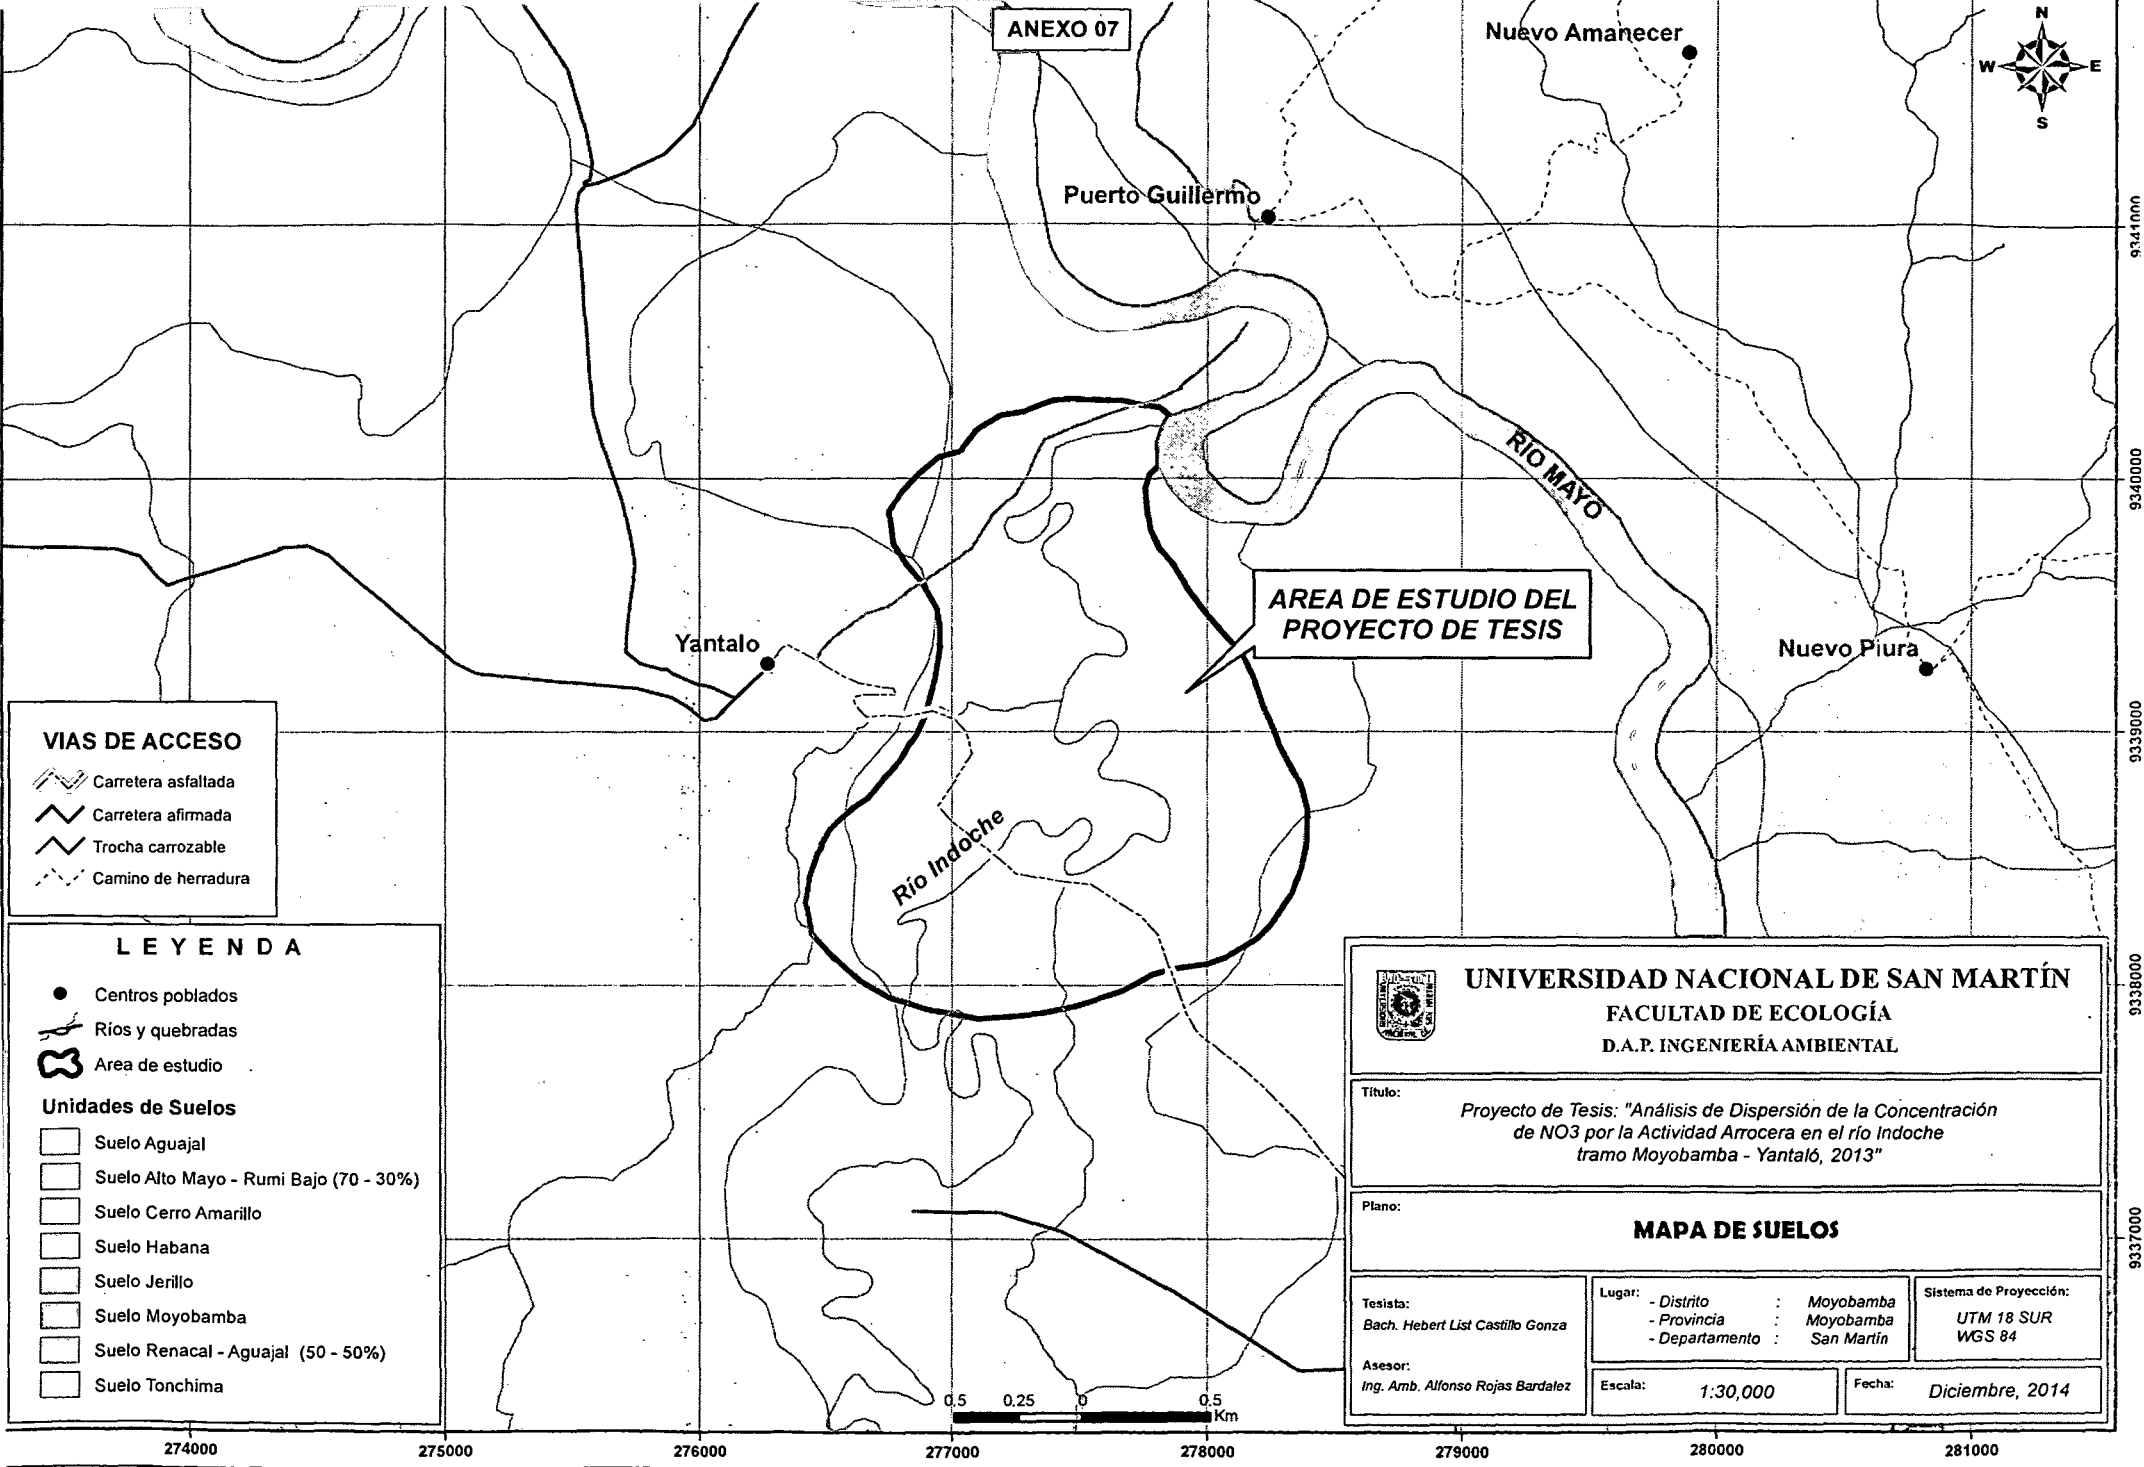 ANEXO 07
Nuevo Amanecer
N
W E
S
Puerto Guillermo
9341000
RIO MAYO
9340000
AREA DE ESTUDIO DEL
PROYECTO DE TESIS
Yantalo
Nuevo Piura
9339000
Río Indoche
9338000
9337000
VIAS DE ACCESO
Carretera asfaltada
Carretera afirmada
Trocha carrozable
Camino de herradura
LEYENDA
Centros poblados
Ríos y quebradas
Area de estudio
Unidades de Suelos
Suelo Aguajal
Suelo Alto Mayo - Rumi Bajo (70 - 30%)
Suelo Cerro Amarillo
Suelo Habana
Suelo Jerillo
Suelo Moyobamba
Suelo Renacal - Aguajal (50 - 50%)
Suelo Tonchima
0.5 0.25 0 0.5
Km
UNIVERSIDAD NACIONAL DE SAN MARTÍN
FACULTAD DE ECOLOGÍA
D.A.P. INGENIERÍA AMBIENTAL
Título:
Proyecto de Tesis: "Análisis de Dispersión de la Concentración
de NO3 por la Actividad Arrocera en el río Indoche
tramo Moyobamba - Yantaló, 2013"
Plano:
MAPA DE SUELOS
Tesista:
Bach. Hebert List Castillo Gonza
Asesor:
Ing. Amb. Alfonso Rojas Bardalez
Lugar:
- Distrito : Moyobamba
- Provincia : Moyobamba
- Departamento : San Martín
Sistema de Proyección:
UTM 18 SUR
WGS 84
Escala: 1:30,000
Fecha: Diciembre, 2014
274000 275000 276000 277000 278000 279000 280000 281000